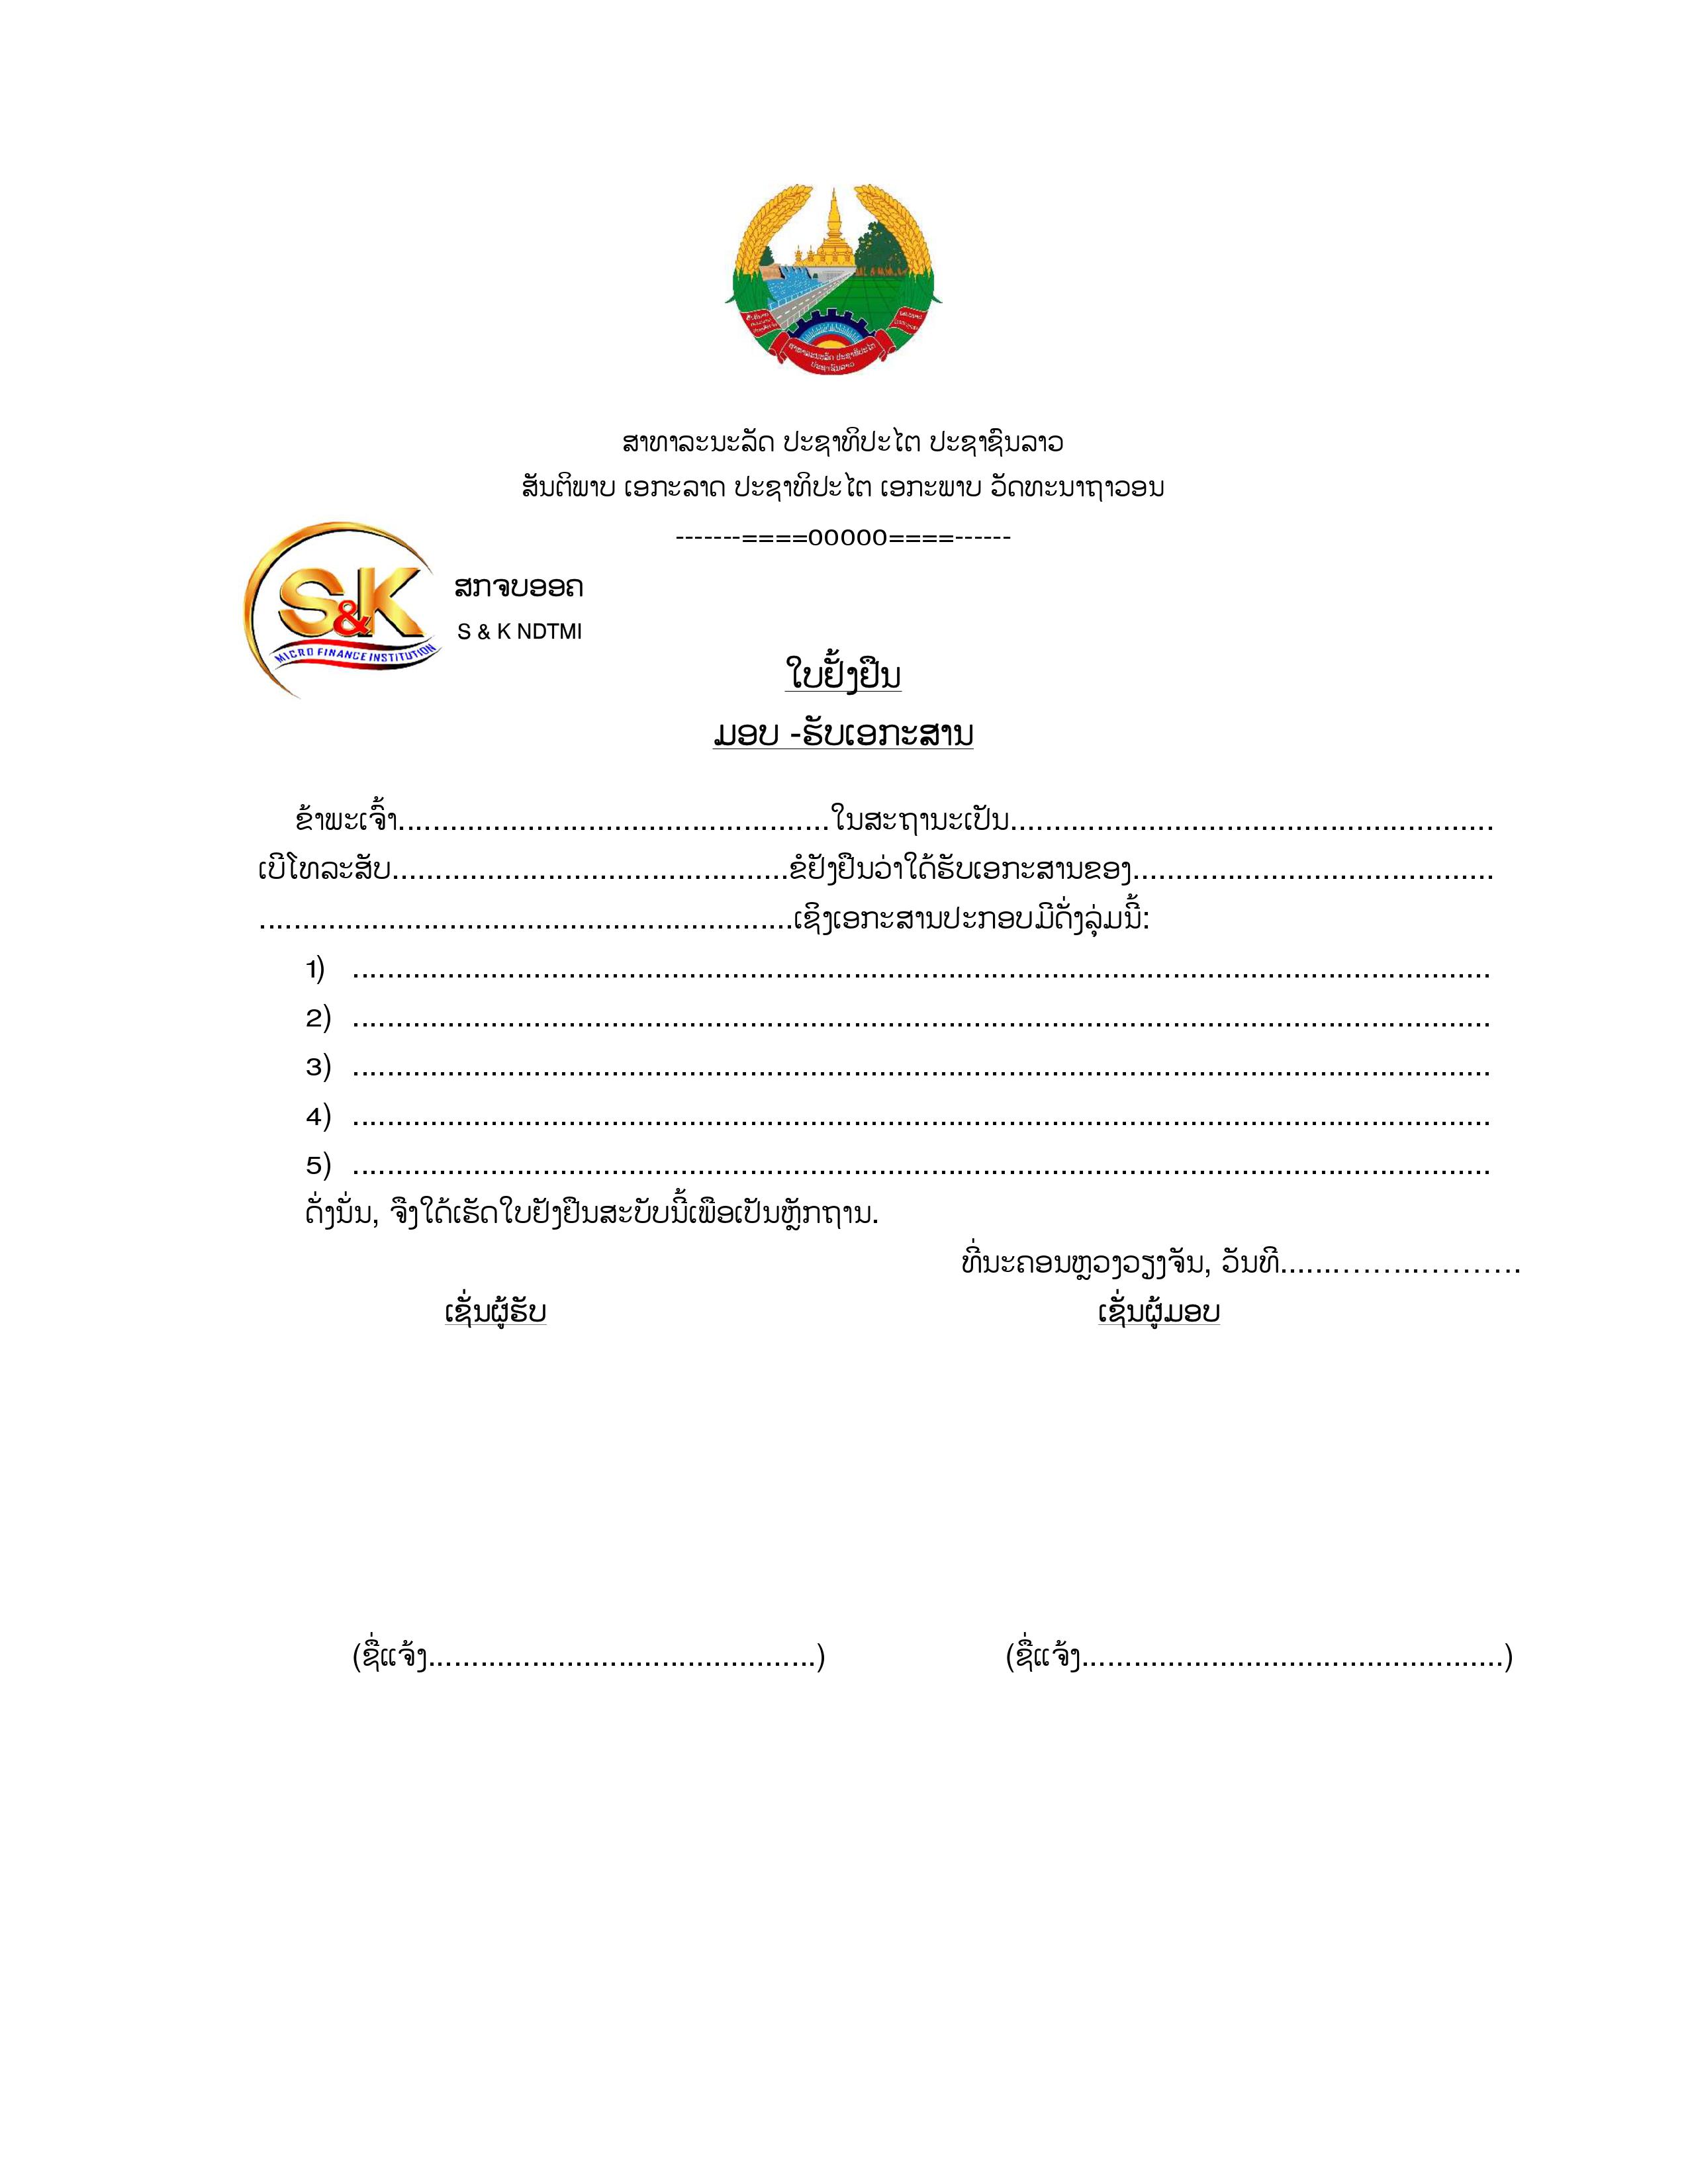 ສາທາລະນະລັດ ປະຊາທິປະໄຕ ປະຊາຊົນລາວ
ສັນຕິພາບ ເອກະລາດ ປະຊາທິປະໄຕ ເອກະພາບ ວັດທະນາຖາວອນ
-------====00000====------
S&K
MICRO FINANCE INSTITUTION
ສກຈບອອຄ
S & K NDTMI
ໃບຢັ້ງຢືນ
ມອບ -ຮັບເອກະສານ
ຂ້າພະເຈົ້າ..................................................ໃນສະຖານະເປັນ........................................................
ເບີໂທລະສັບ..............................................ຂໍຢັງຢືນວ່າໃດ້ຮັບເອກະສານຂອງ..........................................
..............................................................ເຊິງເອກະສານປະກອບມີດັ່ງລຸ່ມນີ້:
1) ....................................................................................................................................
2) ....................................................................................................................................
3) ....................................................................................................................................
4) ....................................................................................................................................
5) ....................................................................................................................................
ດັ່ງນັ່ນ, ຈືງໃດ້ເຮັດໃບຢັງຢືນສະບັບນີ້ເພືອເປັນຫຼັກຖານ.
ທີ່ນະຄອນຫຼວງວຽງຈັນ, ວັນທີ.......……..……….
ເຊັ່ນຜູ້ຮັບ ເຊັ່ນຜູ້ມອບ
(ຊື່ແຈ້ງ.............................................) (ຊື່ແຈ້ງ.................................................)